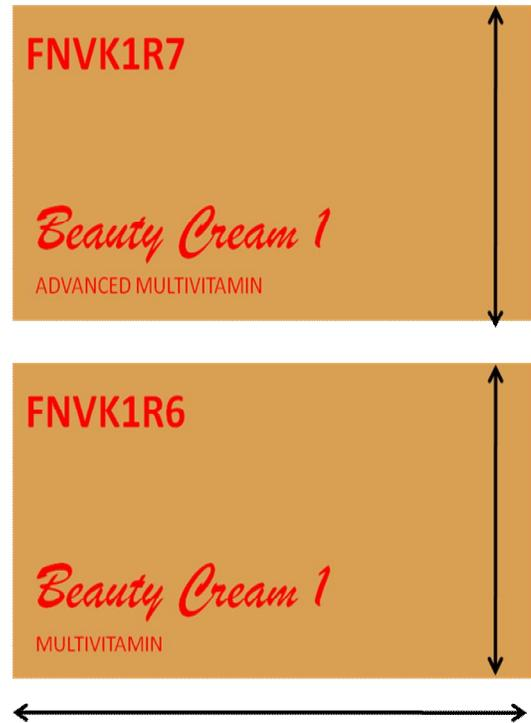 FNVK1R7
Beauty Cream 1
ADVANCED MULTIVITAMIN
FNVK1R6
Beauty Cream 1
MULTIVITAMIN